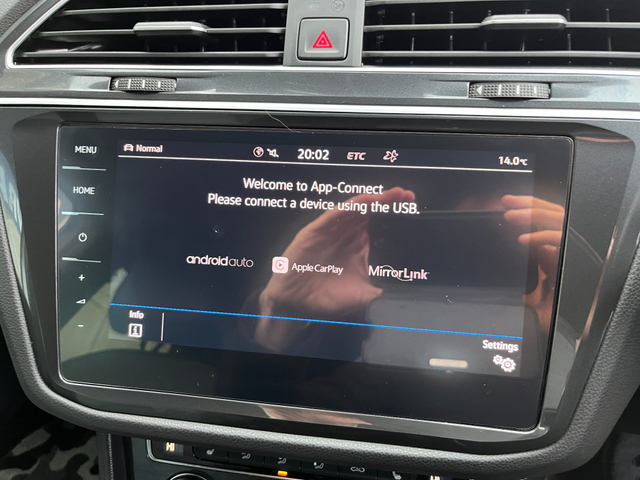 MENU
HOME
Normal
20:02 ETC
14.0°C
Welcome to App-Connect
Please connect a device using the USB.
androidauto
Apple CarPlay
MirrorLink
Info
Settings
HI